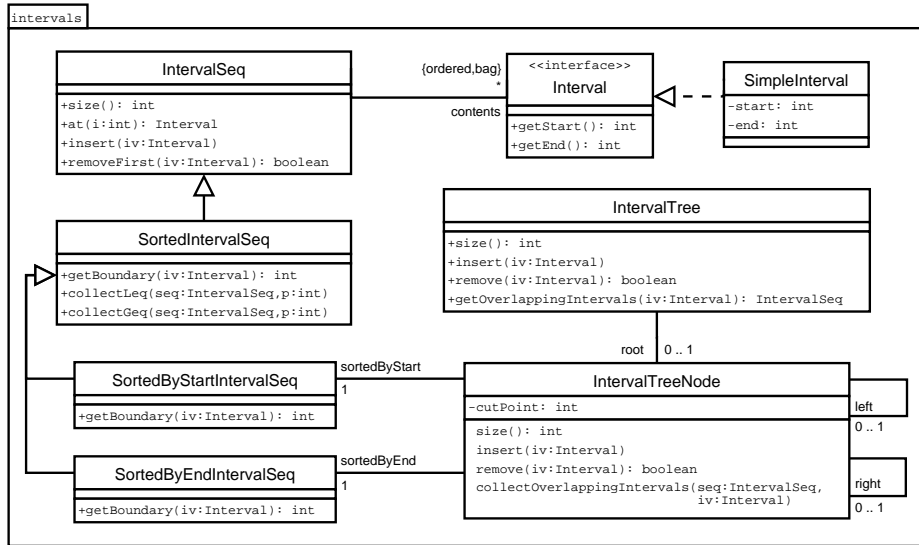 intervals
IntervalSeq
+size(): int
+at(i:int): Interval
+insert(iv:Interval)
+removeFirst(iv:Interval): boolean
{ordered,bag}
*
contents
<<interface>>
Interval
+getStart(): int
+getEnd(): int
SimpleInterval
-start: int
-end: int
SortedIntervalSeq
+getBoundary(iv:Interval): int
+collectLeq(seq:IntervalSeq,p:int)
+collectGeq(seq:IntervalSeq,p:int)
IntervalTree
+size(): int
+insert(iv:Interval)
+remove(iv:Interval): boolean
+getOverlappingIntervals(iv:Interval): IntervalSeq
root
0 .. 1
SortedByStartIntervalSeq
+getBoundary(iv:Interval): int
sortedByStart
1
SortedByEndIntervalSeq
+getBoundary(iv:Interval): int
sortedByEnd
1
IntervalTreeNode
-cutPoint: int
size(): int
insert(iv:Interval)
remove(iv:Interval): boolean
collectOverlappingIntervals(seq:IntervalSeq,
iv:Interval)
left
0 .. 1
right
0 .. 1